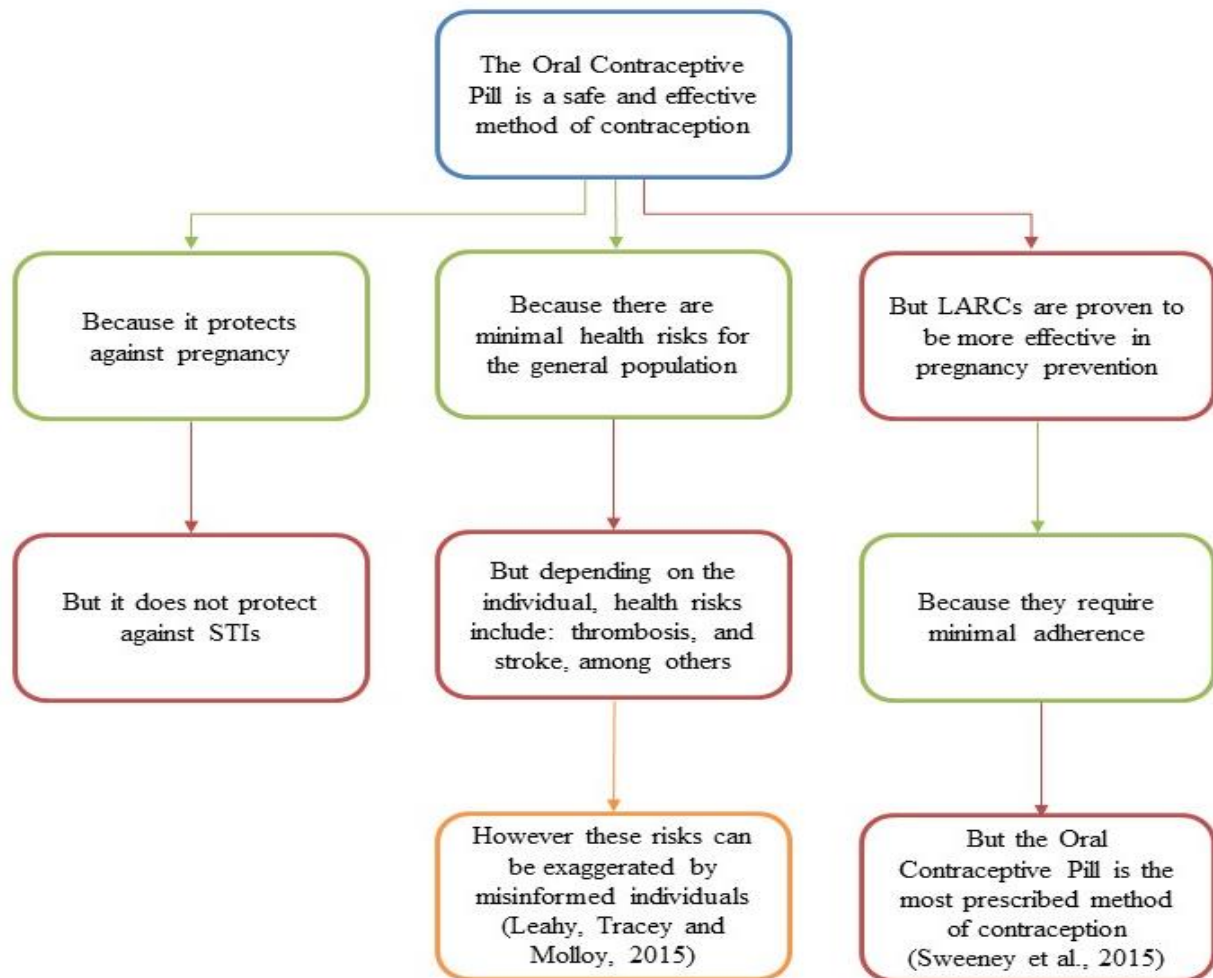 The Oral Contraceptive
Pill is a safe and effective
method of contraception
Because it protects
against pregnancy
Because there are
minimal health risks for
the general population
But LARCs are proven to
be more effective in
pregnancy prevention
But it does not protect
against STIs
But depending on the
individual, health risks
include: thrombosis, and
stroke, among others
Because they require
minimal adherence
However these risks can
be exaggerated by
misinformed individuals
(Leahy, Tracey and
Molloy, 2015)
But the Oral
Contraceptive Pill is the
most prescribed method
of contraception
(Sweeney et al., 2015)